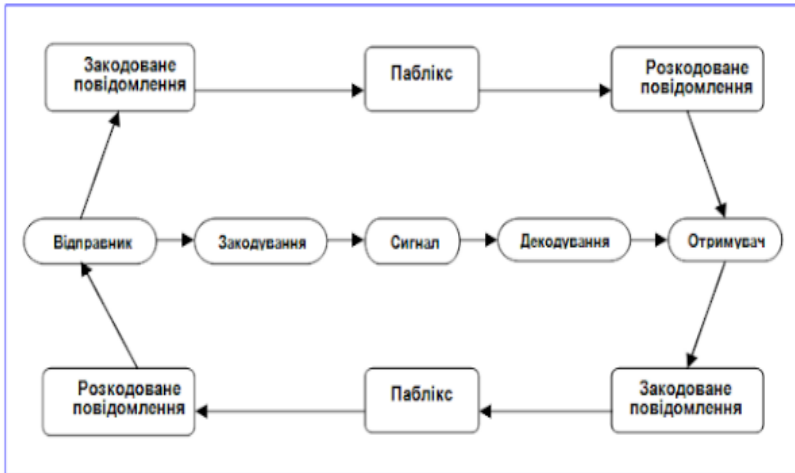 Закодоване
повідомлення
Паблікс
Розкодоване
повідомлення
Відправник
Закодування
Сигнал
Декодування
Отримувач
Розкодоване
повідомлення
Паблікс
Закодоване
повідомлення